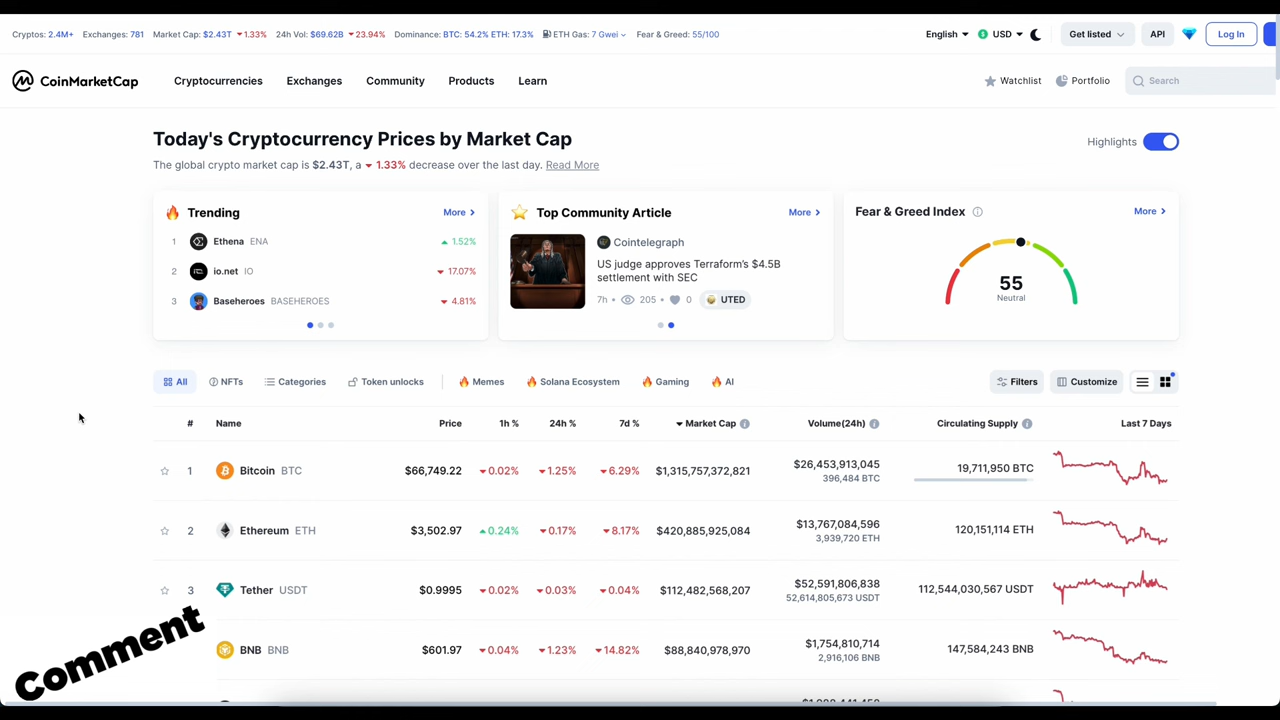 Cryptos: 2.4M+ Exchanges: 781 Market Cap: $2.43T 1.33% 24h Vol: $69.62B 23.94% Dominance: BTC: 54.2% ETH: 17.3% ETH Gas: 7 Gwei Fear & Greed: 55/100 English USD Get listed API Log In
CoinMarketCap Cryptocurrencies Exchanges Community Products Learn Watchlist Portfolio Search
Today's Cryptocurrency Prices by Market Cap
Highlights
The global crypto market cap is $2.43T, a 1.33% decrease over the last day. Read More
Trending More
1 Ethena ENA 1.52%
2 io.net IO 17.07%
3 Baseheroes BASEHEROES 4.81%
Top Community Article More
Cointelegraph
US judge approves Terraform's $4.5B
settlement with SEC
7h • 205 • 0 UTED
Fear & Greed Index More
55
Neutral
All NFTs Categories Token unlocks Memes Solana Ecosystem Gaming AI Filters Customize
# Name Price 1h % 24h % 7d % Market Cap Volume(24h) Circulating Supply Last 7 Days
1 Bitcoin BTC $66,749.22 0.02% 1.25% 6.29% $1,315,757,372,821 $26,453,913,045 19,711,950 BTC
396,484 BTC
2 Ethereum ETH $3,502.97 0.24% 0.17% 8.17% $420,885,925,084 $13,767,084,596 120,151,114 ETH
3,939,720 ETH
3 Tether USDT $0.9995 0.02% 0.03% 0.04% $112,482,568,207 $52,591,806,838 112,544,030,567 USDT
52,614,805,673 USDT
BNB BNB $601.97 0.04% 1.23% 14.82% $88,840,978,970 $1,754,810,714 147,584,243 BNB
2,916,106 BNB
Comment